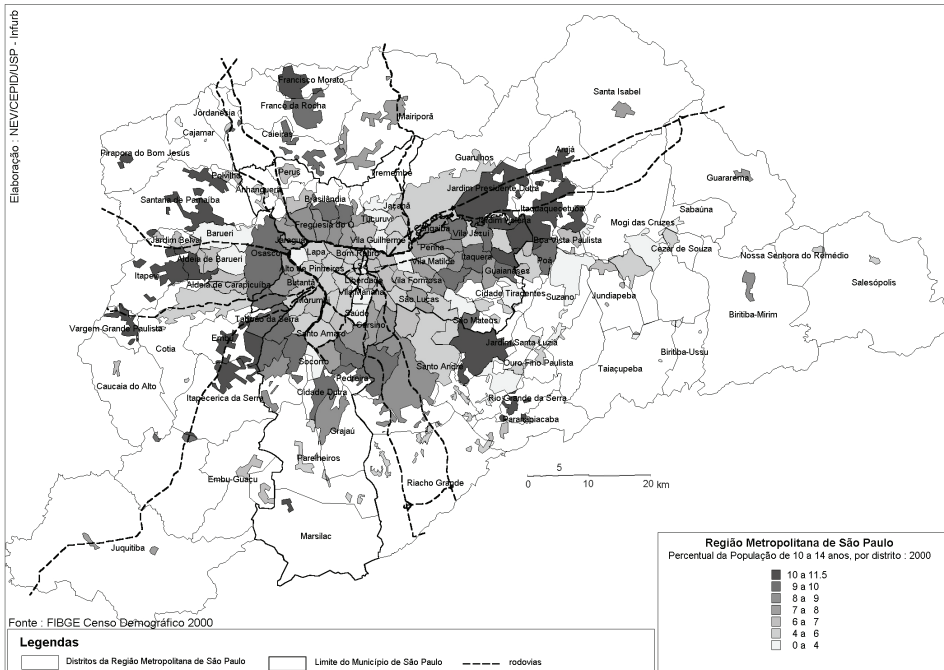 Elaboração : NEV/CEPID/USP - Infurb
Francisco Morato
Santa Isabel
Franco da Rocha
Jordanésia
Mairiporã
Cajamar
Caieiras
Pirapora do Bom Jesus
Arujá
Guarulhos
Polvilho
Perus
Tremembé
Guararema
Anhanguera
Jardim Presidente Dutra
Santana de Parnaíba
Brasilândia
Jaçanã
Itaquaquecetuba
Sabaúna
Tucuruvi
Mogi das Cruzes
Freguesia do Ó
Cangaíba
Barueri
Vila Jacuí
Jardim Belval
Jaraguá
Vila Guilherme
Boa Vista Paulista
Penha
Cezar de Souza
Osasco
Lapa
Bom Retiro
Nossa Senhora do Remédio
Aldeia de Barueri
Vila Matilde
Itaquera
Poá
Alto de Pinheiros
Guaianases
Itapevi
Liberdade
Vila Formosa
Salesópolis
Aldeia de Carapicuíba
Butantã
Cidade Tiradentes
Suzano
Jundiapeba
Vila Mariana
Morumbi
São Lucas
Saúde
Biritiba-Mirim
Taboão da Serra
São Mateus
Vargem Grande Paulista
Cursino
Santo Amaro
Embu
Jardim Santa Luzia
Cotia
Biritiba-Ussu
Socorro
Santo André
Ouro Fino Paulista
Taiaçupeba
Caucaia do Alto
Pedreira
Cidade Dutra
Itapecerica da Serra
Rio Grande da Serra
Paranapiacaba
Grajaú
Parelheiros
Embu-Guaçu
Riacho Grande
5
0 10 20 km
Marsilac
Juquitiba
Região Metropolitana de São Paulo
Percentual da População de 10 a 14 anos, por distrito : 2000
10 a 11.5
9 a 10
8 a 9
7 a 8
6 a 7
4 a 6
0 a 4
Fonte : FIBGE Censo Demográfico 2000
Legendas
Distritos da Região Metropolitana de São Paulo
Limite do Município de São Paulo
rodovias